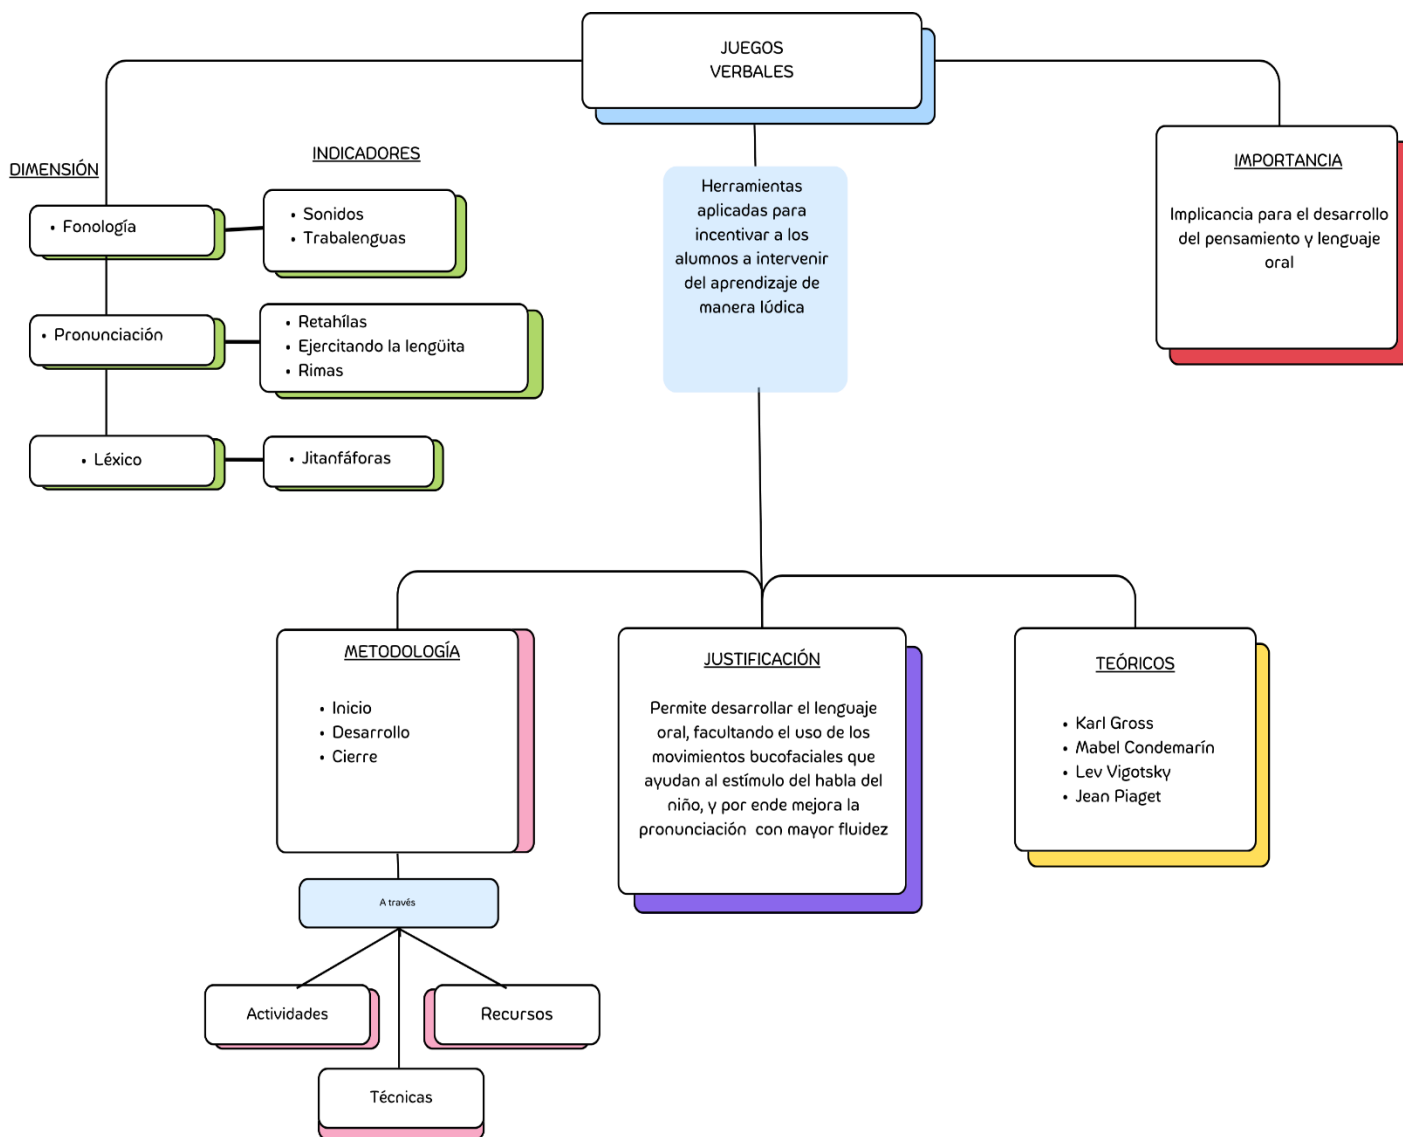 JUEGOS
VERBALES
DIMENSIÓN
INDICADORES
• Fonología
• Sonidos
• Trabalenguas
• Pronunciación
• Retahílas
• Ejercitando la lengüita
• Rimas
• Léxico
• Jitanfáforas
Herramientas
aplicadas para
incentivar a los
alumnos a intervenir
del aprendizaje de
manera lúdica
IMPORTANCIA
Implicancia para el desarrollo
del pensamiento y lenguaje
oral
METODOLOGÍA
• Inicio
• Desarrollo
• Cierre
A través
Actividades
Recursos
Técnicas
JUSTIFICACIÓN
Permite desarrollar el lenguaje
oral, facultando el uso de los
movimientos bucofaciales que
ayudan al estímulo del habla del
niño, y por ende mejora la
pronunciación con mayor fluidez
TEÓRICOS
• Karl Gross
• Mabel Condemarín
• Lev Vigotsky
• Jean Piaget